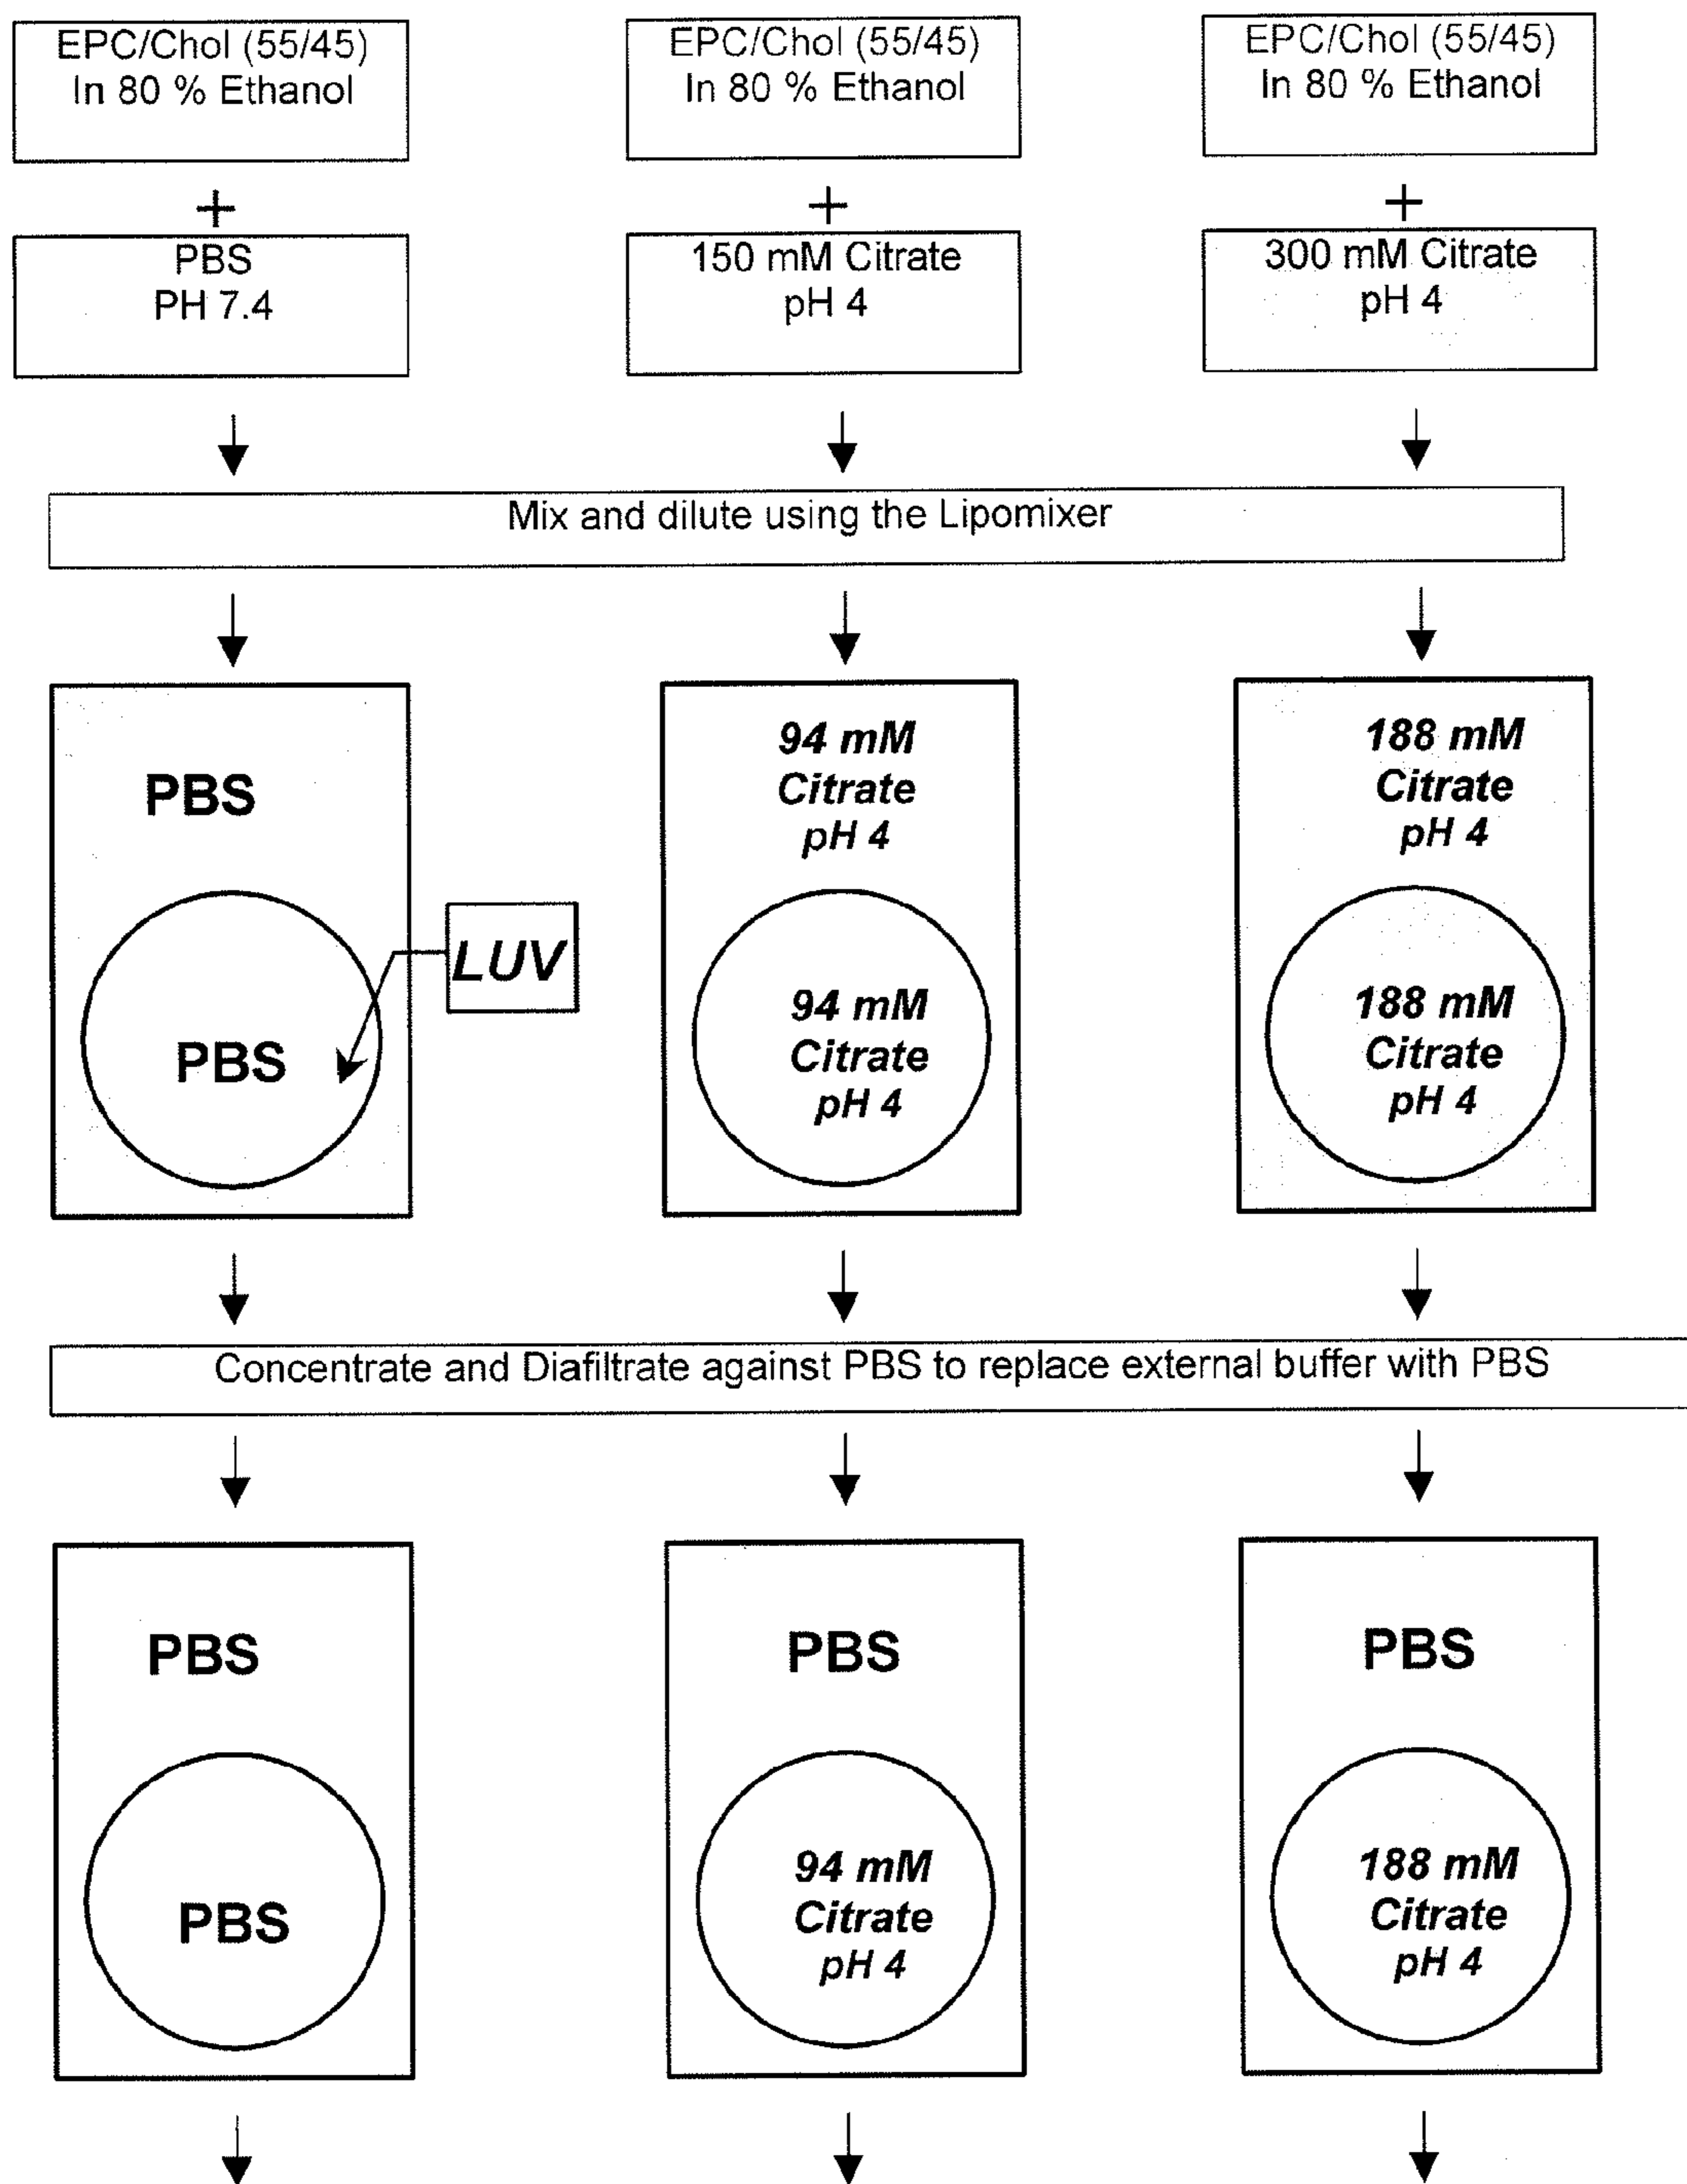 EPC/Chol (55/45)
In 80 % Ethanol
EPC/Chol (55/45)
In 80 % Ethanol
EPC/Chol (55/45)
In 80 % Ethanol
+
+
+
PBS
PH 7.4
150 mM Citrate
pH 4
300 mM Citrate
pH 4
Mix and dilute using the Lipomixer
PBS
PBS
LUV
94 mM
Citrate
pH 4
94 mM
Citrate
pH 4
188 mM
Citrate
pH 4
188 mM
Citrate
pH 4
Concentrate and Diafiltrate against PBS to replace external buffer with PBS
PBS
PBS
PBS
94 mM
Citrate
pH 4
PBS
188 mM
Citrate
pH 4